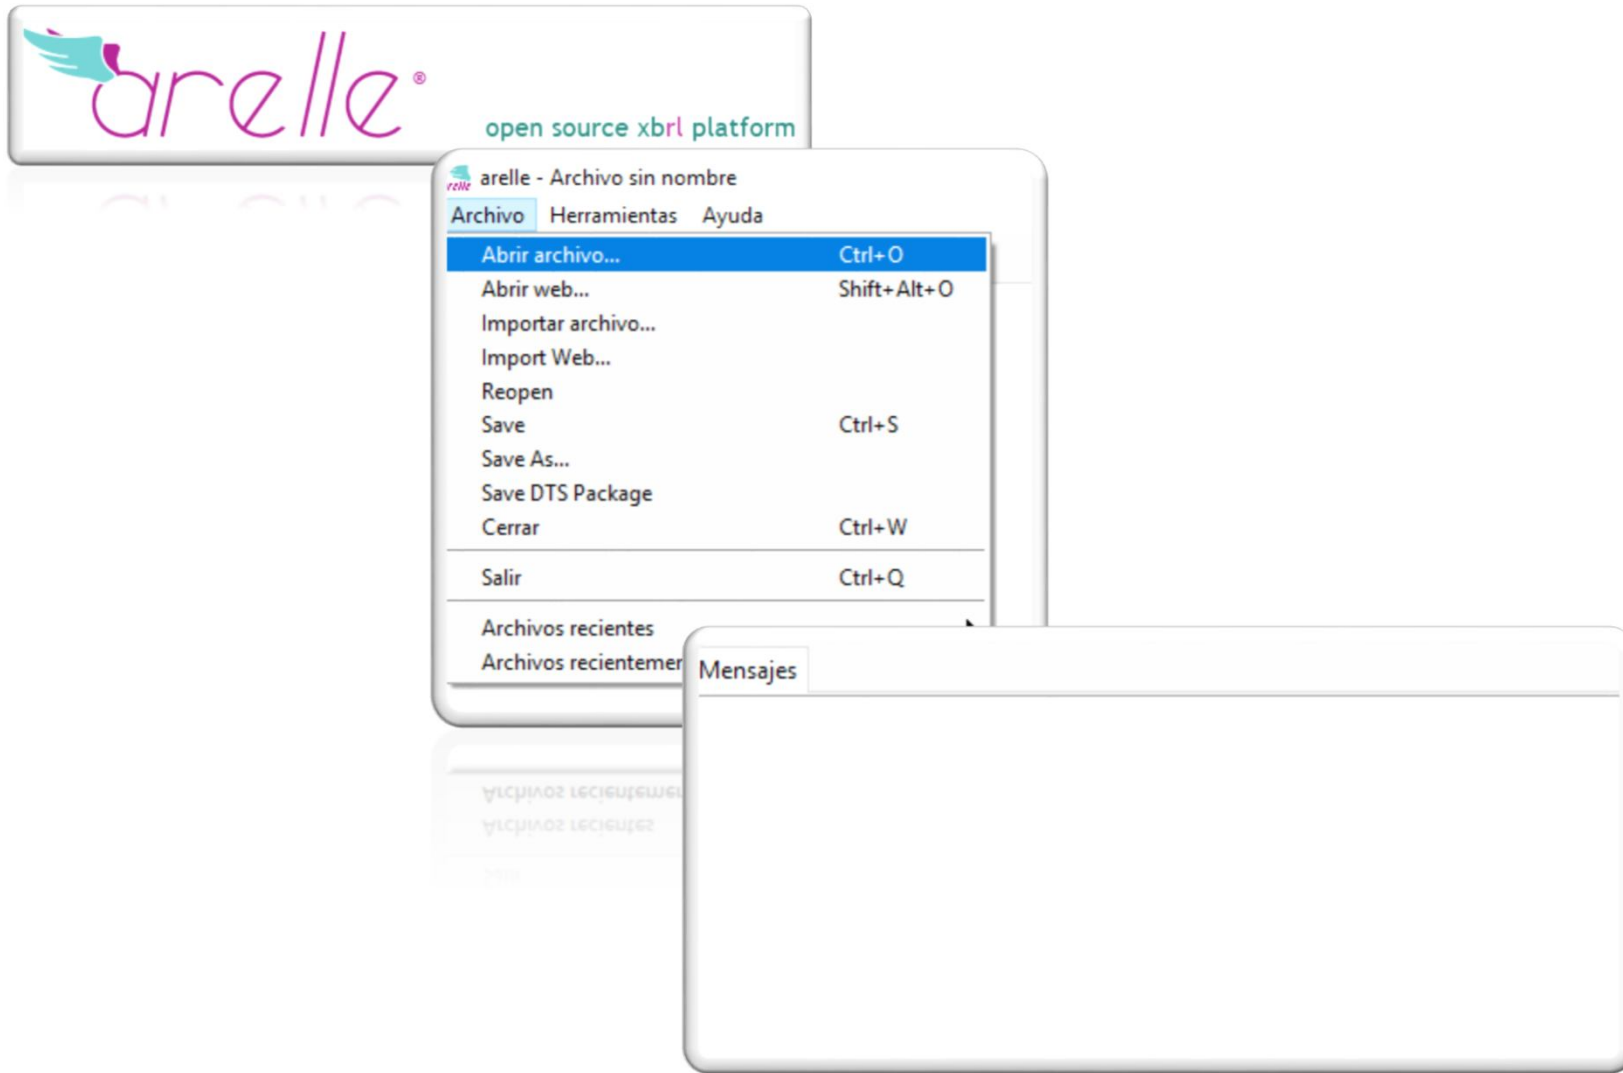 arelle®
open source xbrl platform
arelle
arelle - Archivo sin nombre
Archivo Herramientas Ayuda
Abrir archivo... Ctrl+O
Abrir web... Shift+Alt+O
Importar archivo...
Import Web...
Reopen
Save Ctrl+S
Save As...
Save DTS Package
Cerrar Ctrl+W
Salir Ctrl+Q
Archivos recientes
Archivos recientemen
Mensajes